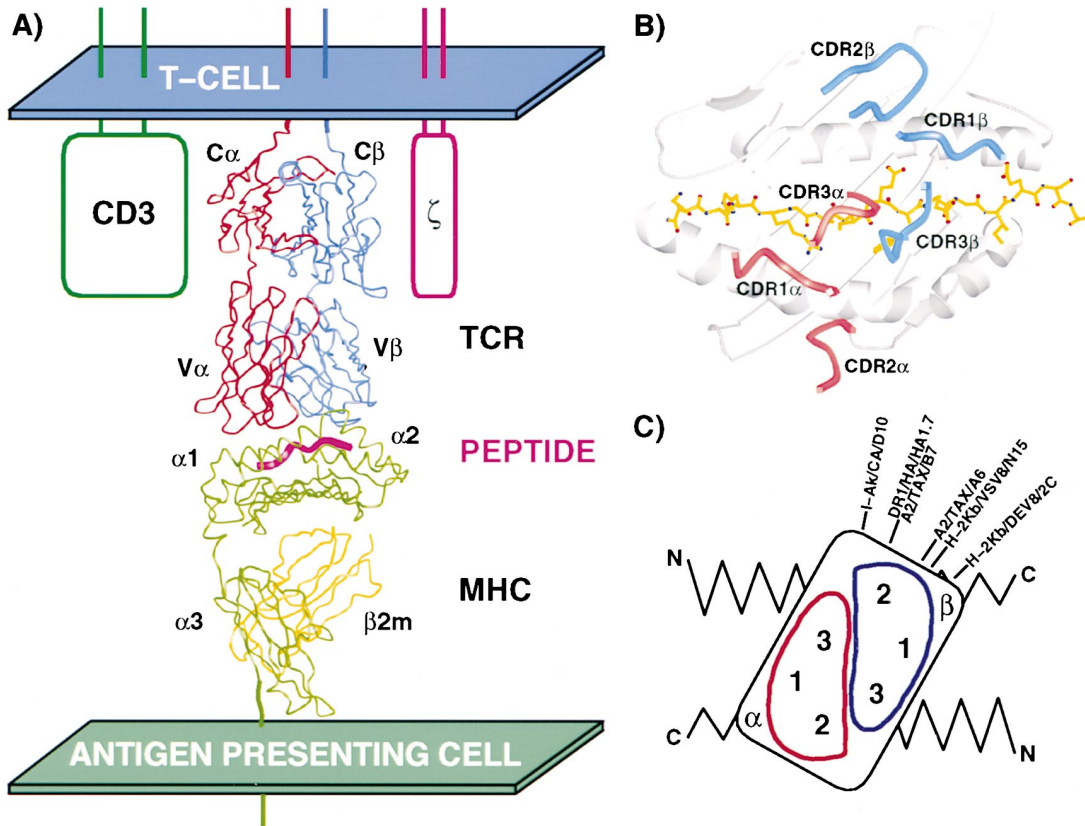 A)
T-CELL
Cα
Cβ
CD3
ζ
TCR
Vα
Vβ
α1
α2
PEPTIDE
MHC
α3
β2m
ANTIGEN PRESENTING CELL
B)
CDR2β
CDR1β
CDR3α
CDR3β
CDR1α
CDR2α
C)
I-Ak/CA/D10
DR1/HA/HA1.7
A2/TAX/B7
A2/TAX/A6
H-2Kb/VSV8/N15
H-2Kb/DEV8/2C
N
C
2
β
3
1
1
3
2
α
C
N